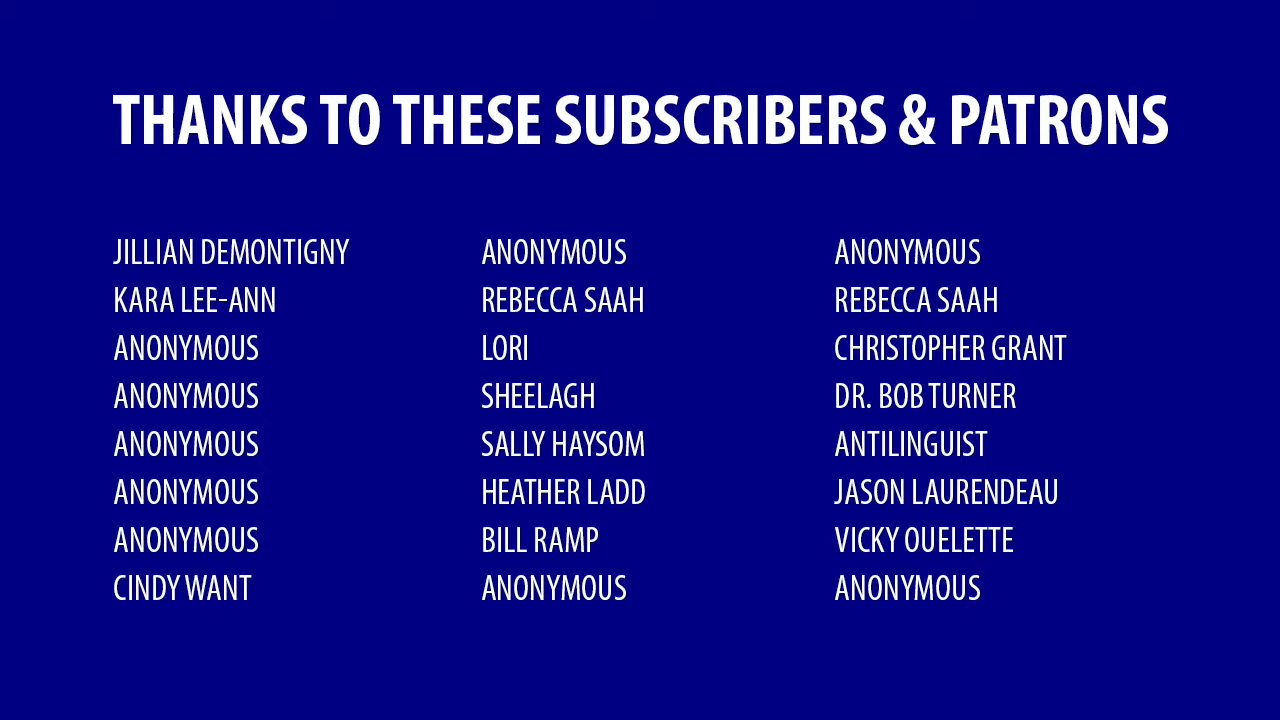 THANKS TO THESE SUBSCRIBERS & PATRONS
JILLIAN DEMONTIGNY
KARA LEE-ANN
ANONYMOUS
ANONYMOUS
ANONYMOUS
ANONYMOUS
ANONYMOUS
CINDY WANT
ANONYMOUS
REBECCA SAAH
LORI
SHEELAGH
SALLY HAYSOM
HEATHER LADD
BILL RAMP
ANONYMOUS
ANONYMOUS
REBECCA SAAH
CHRISTOPHER GRANT
DR. BOB TURNER
ANTILINGUIST
JASON LAURENDEAU
VICKY OUELETTE
ANONYMOUS